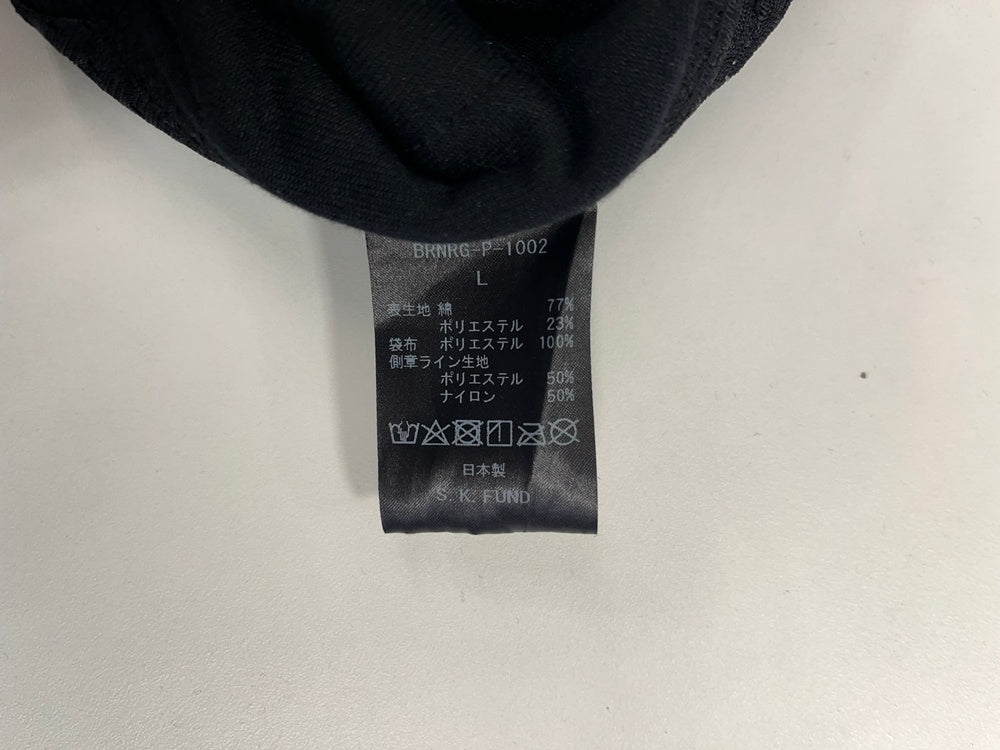 BRNRG-P-1002
L
表生地 綿 77%
ポリエステル 23%
袋布 ポリエステル 100%
側章ライン生地
ポリエステル 50%
ナイロン 50%
日本製
S.K.FUND